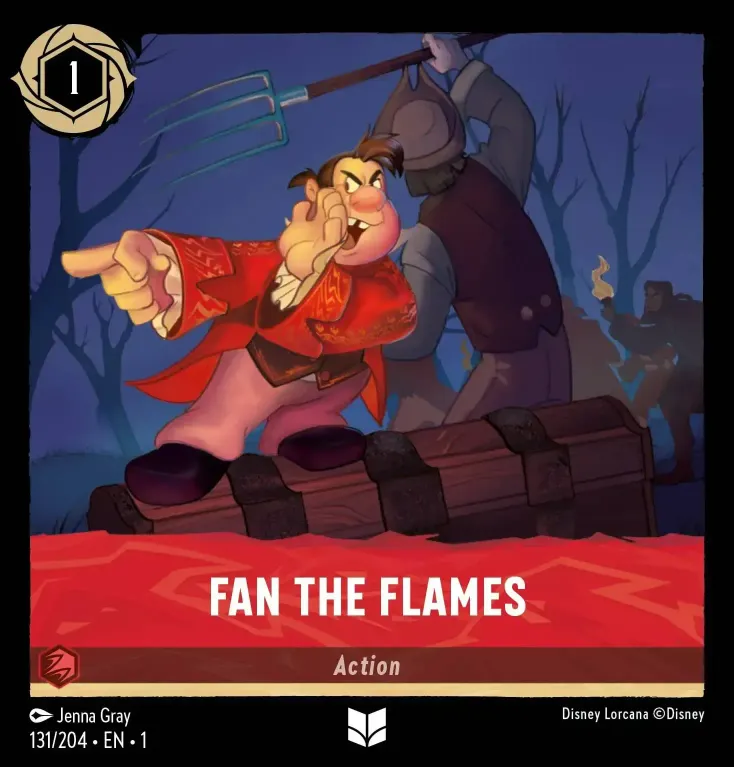 1
FAN THE FLAMES
Action
Jenna Gray
Disney Lorcana ©Disney
131/204 • EN • 1